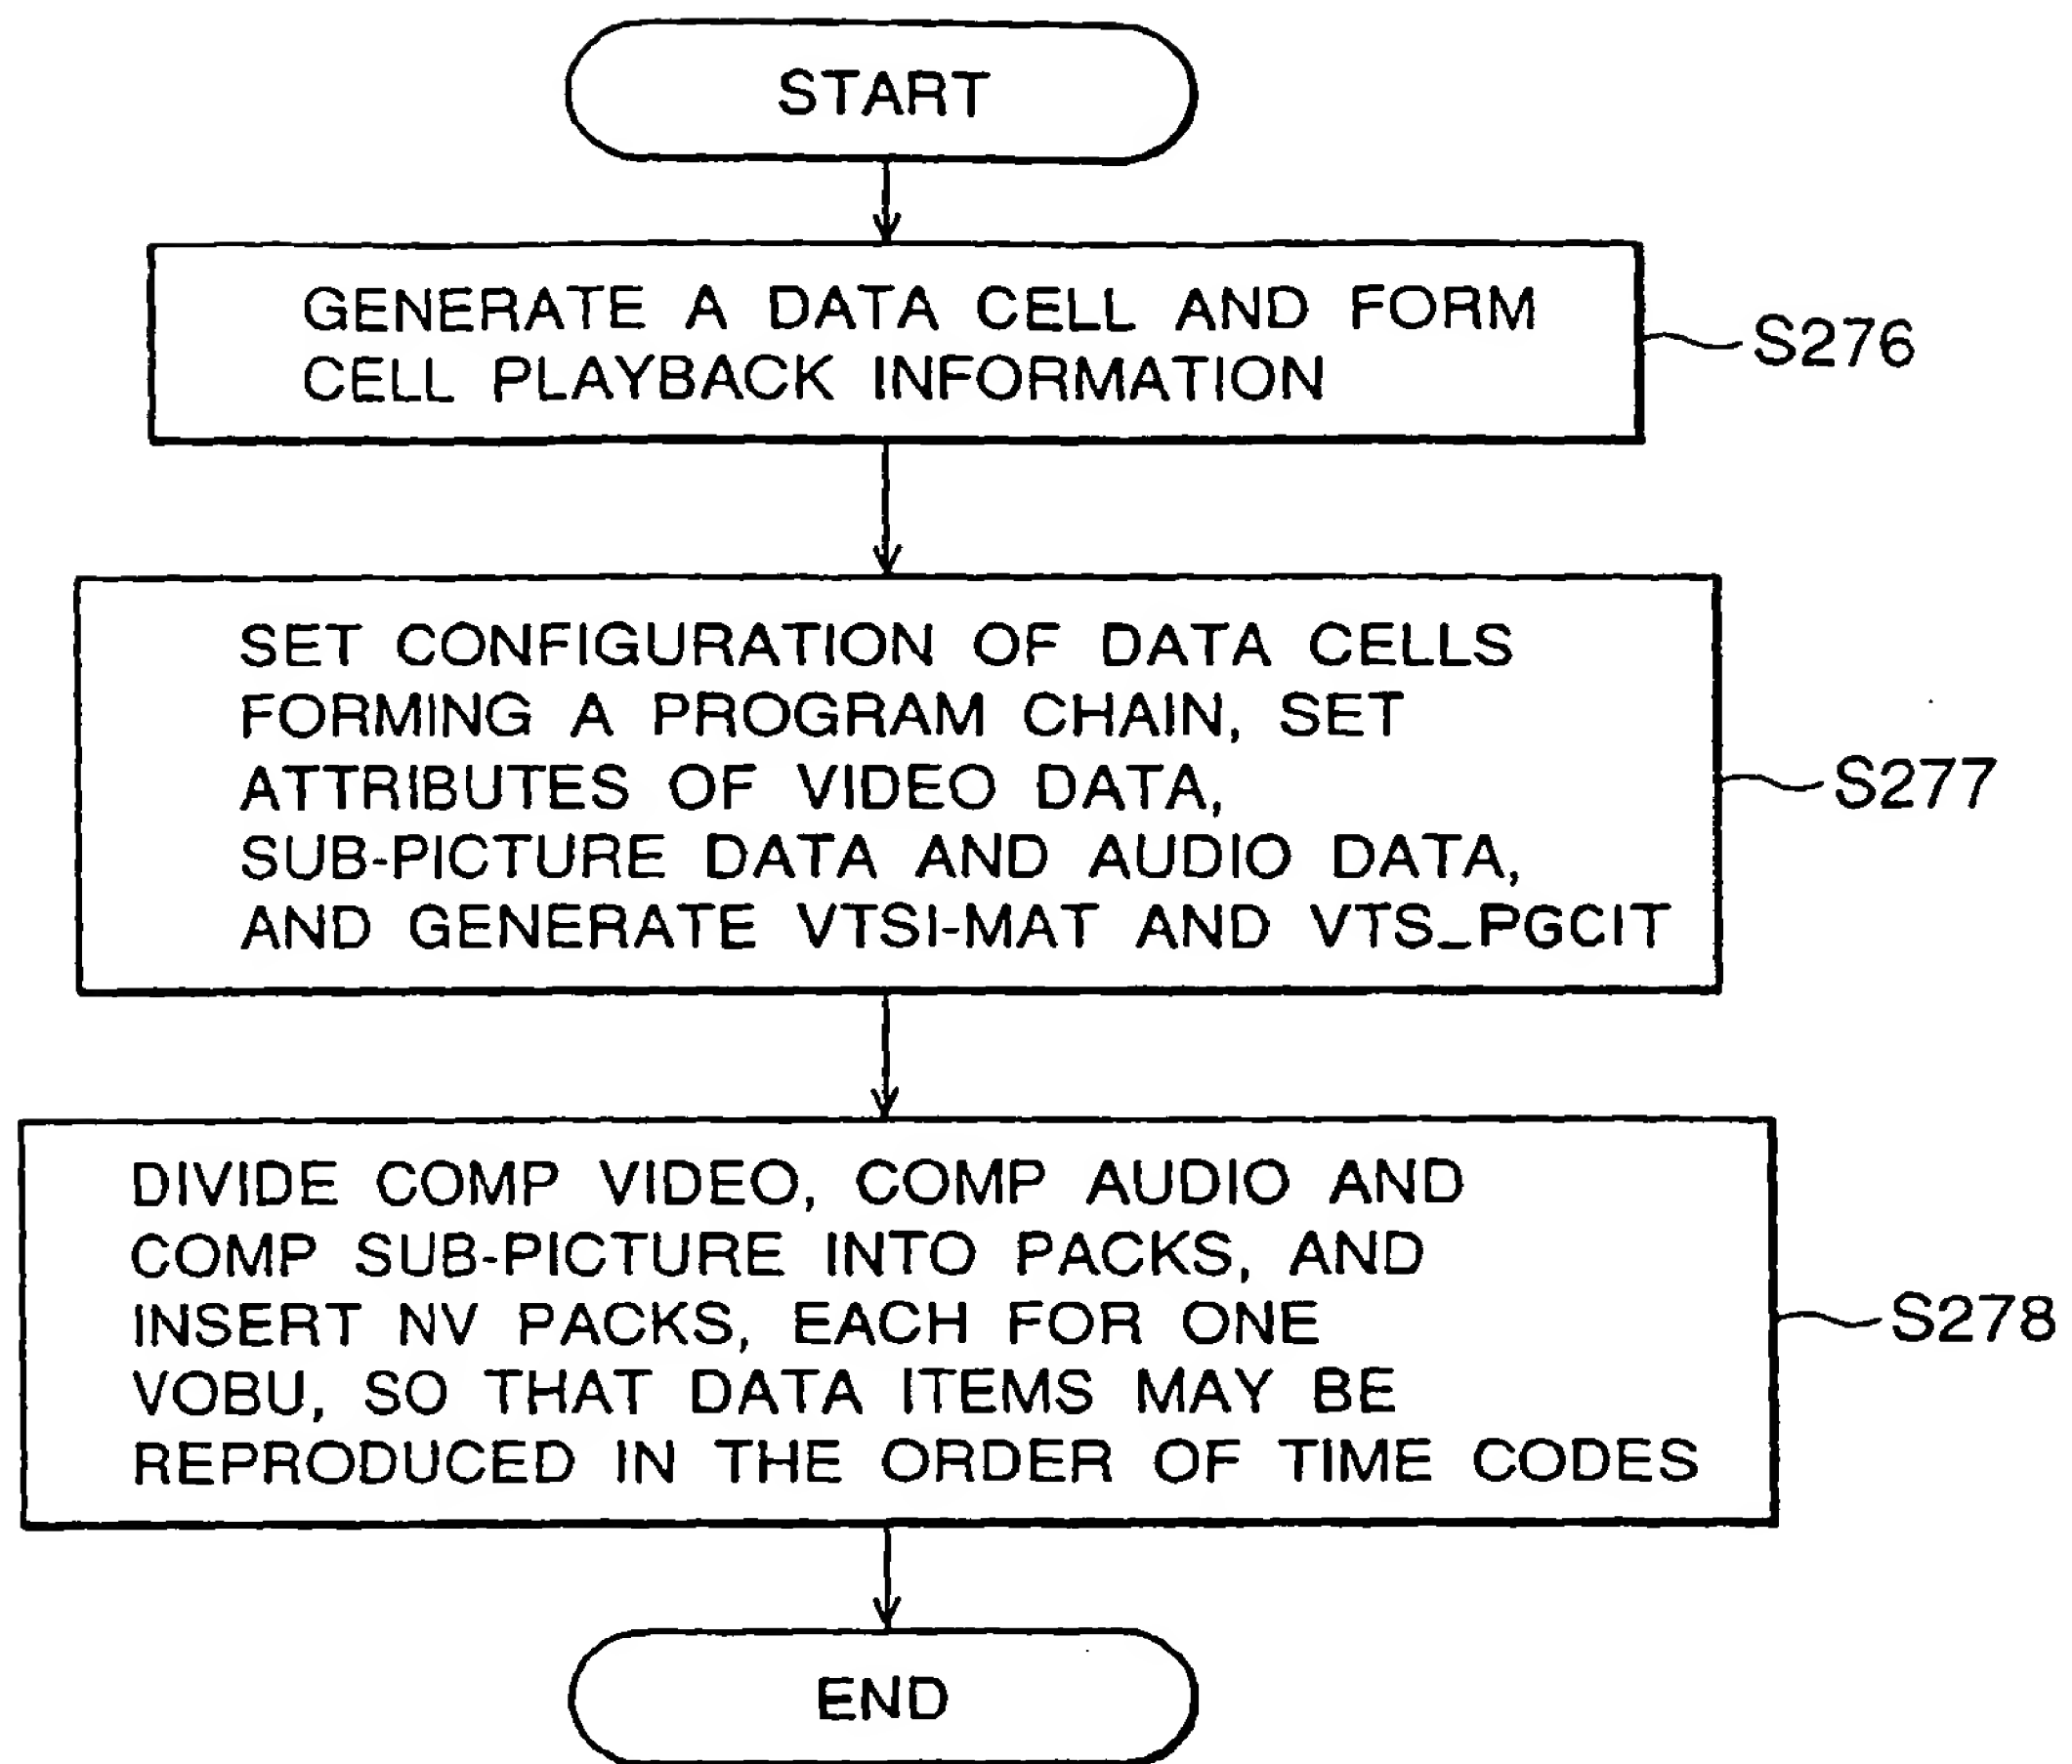 START
GENERATE A DATA CELL AND FORM
CELL PLAYBACK INFORMATION
S276
SET CONFIGURATION OF DATA CELLS
FORMING A PROGRAM CHAIN, SET
ATTRIBUTES OF VIDEO DATA,
SUB-PICTURE DATA AND AUDIO DATA,
AND GENERATE VTSI-MAT AND VTS_PGCIT
S277
DIVIDE COMP VIDEO, COMP AUDIO AND
COMP SUB-PICTURE INTO PACKS, AND
INSERT NV PACKS, EACH FOR ONE
VOBU, SO THAT DATA ITEMS MAY BE
REPRODUCED IN THE ORDER OF TIME CODES
S278
END